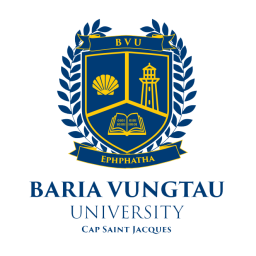 BVU
EPHPHATHA
BARIA VUNGTAU
UNIVERSITY
CAP SAINT JACQUES